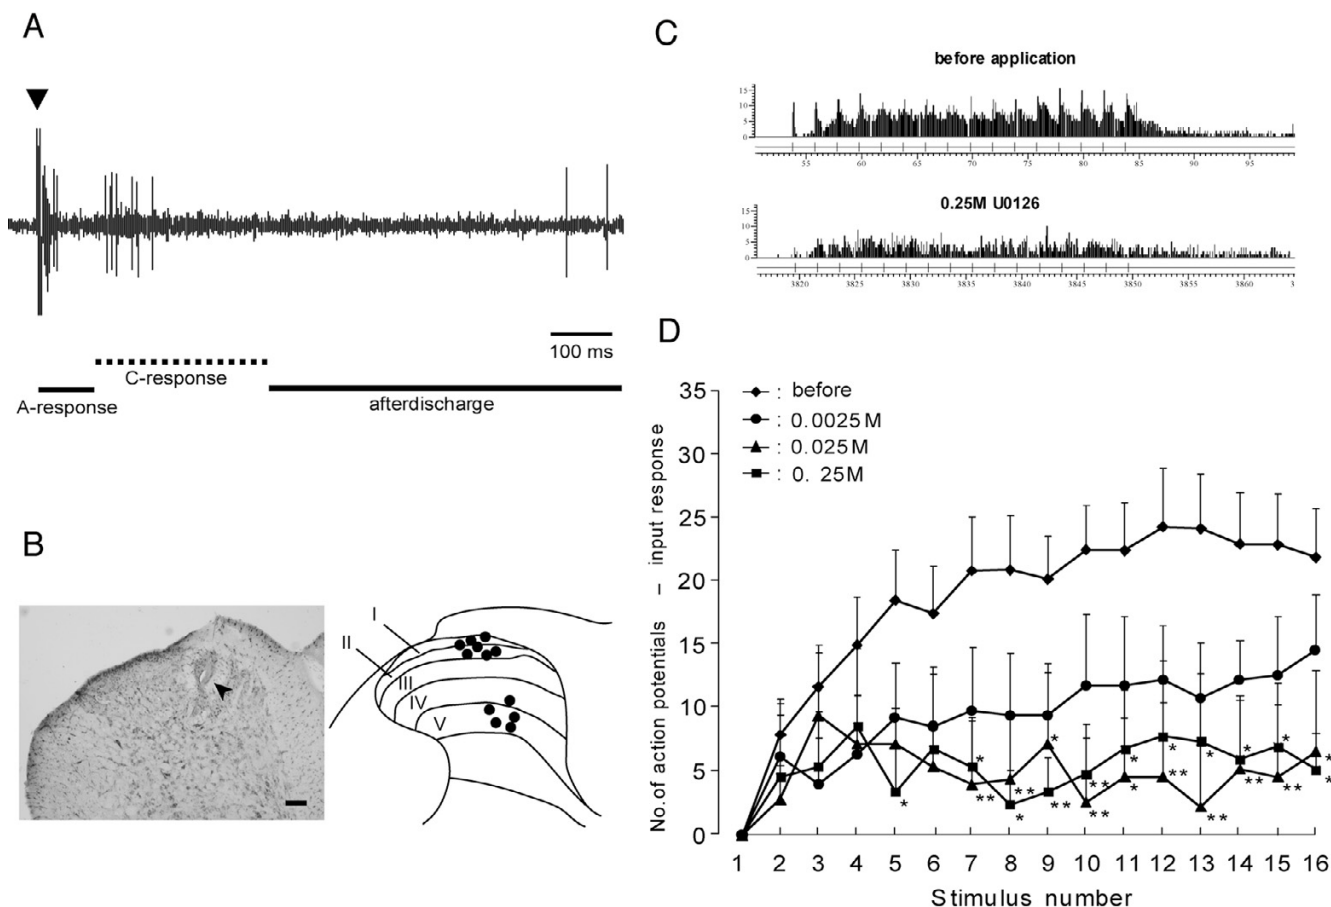 A
100 ms
C-response
A-response
afterdischarge
B
I
II
III
IV
V
C
before application
15
10
5
0
55 60 65 70 75 80 85 90 95
0.25M U0126
15
10
5
0
3820 3825 3830 3835 3840 3845 3850 3855 3860 3
D
: before
: 0.0025M
: 0.025M
: 0. 25M
No.of action potentials – input response
35
30
25
20
15
10
5
0
* * * * * * *
** ** ** ** * ** ** ** ** *
* * **
1 2 3 4 5 6 7 8 9 10 11 12 13 14 15 16
Stimulus number